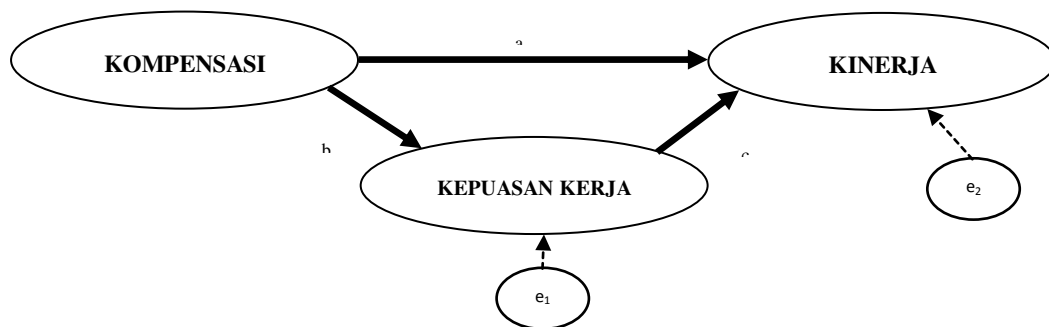 a
KOMPENSASI
KINERJA
b
c
KEPUASAN KERJA
e₂
e₁